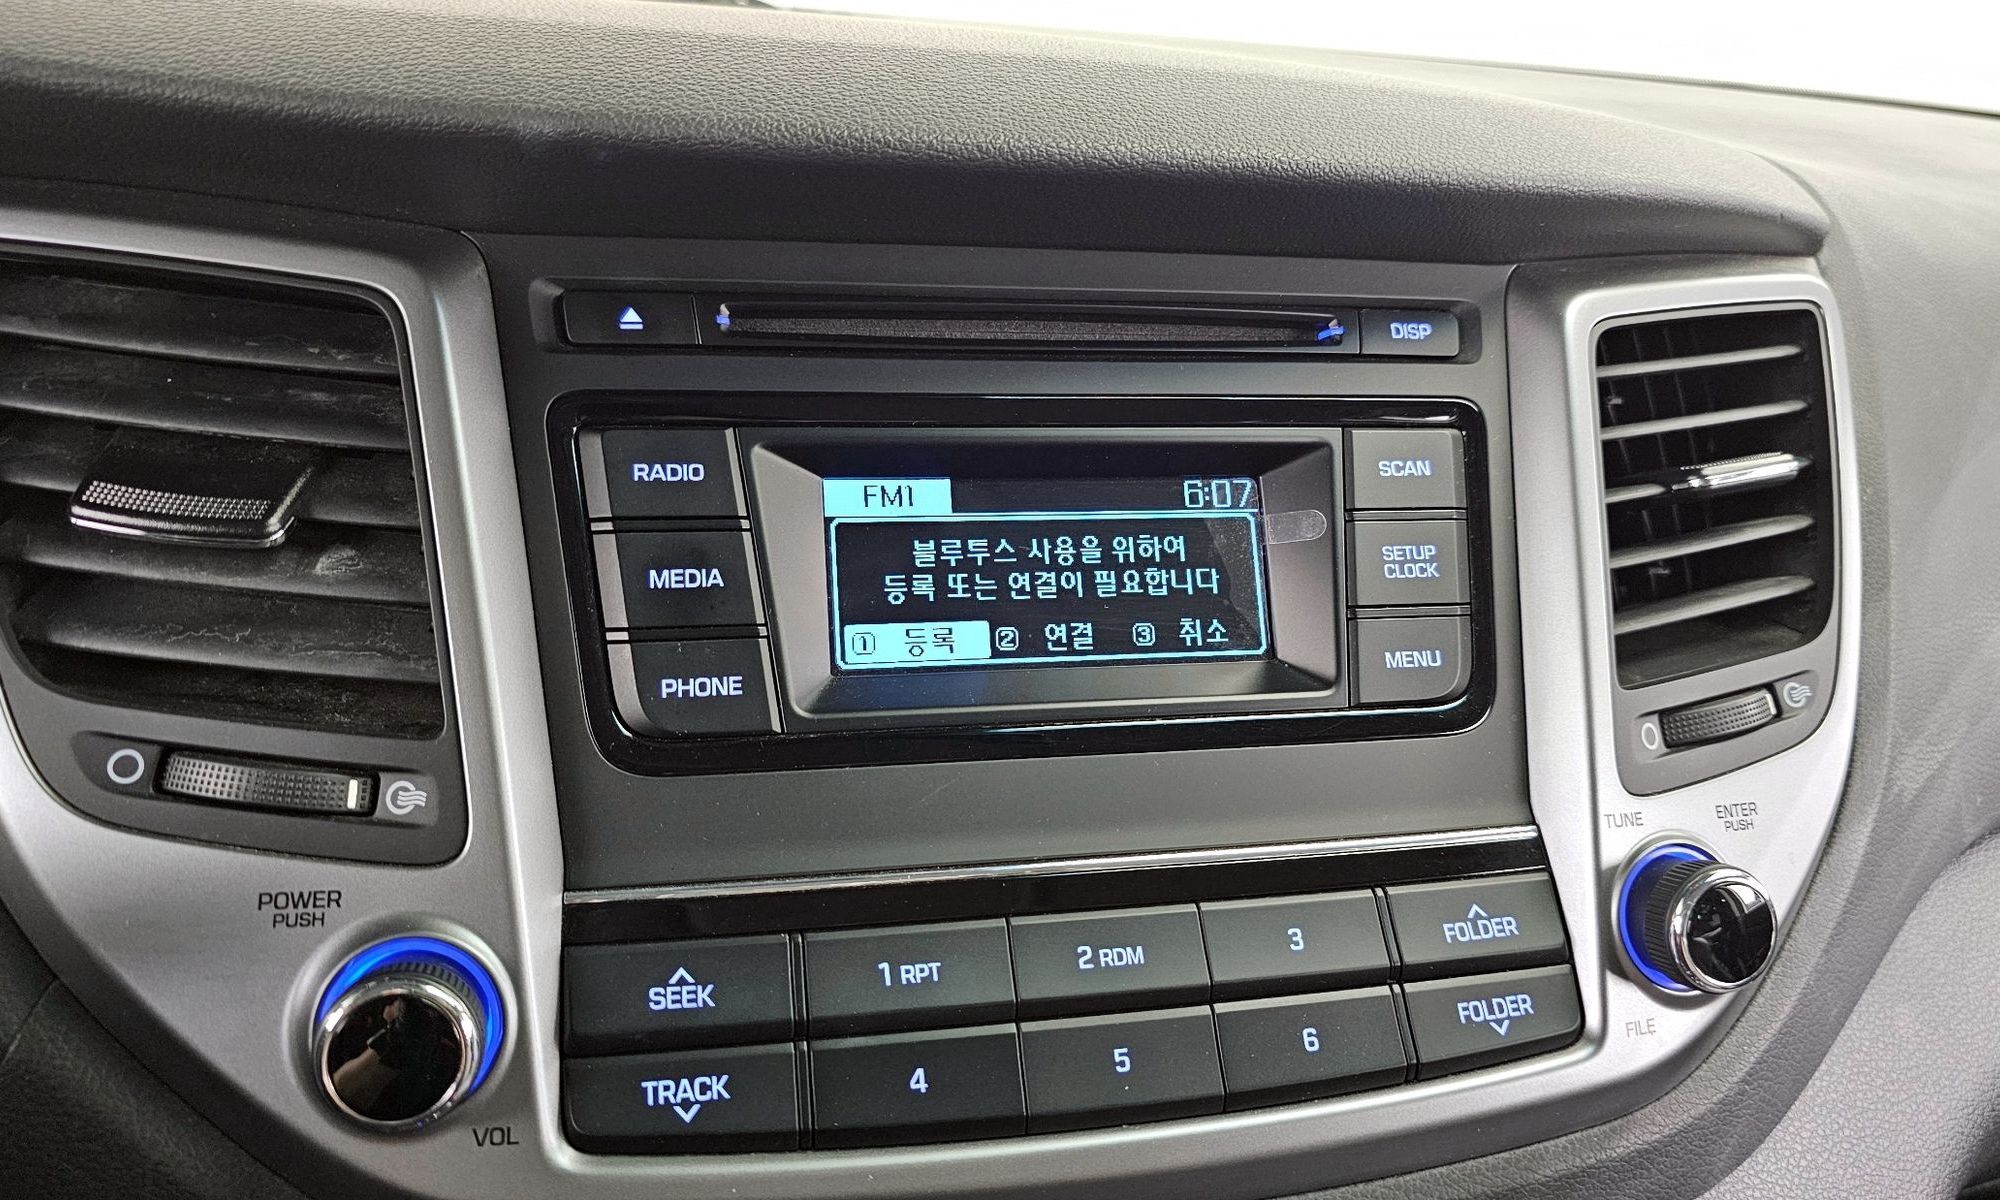 DISP
RADIO
MEDIA
PHONE
FM1 6:07
블루투스 사용을 위하여
등록 또는 연결이 필요합니다
1 등록 2 연결 3 취소
SCAN
SETUP
CLOCK
MENU
POWER
PUSH
VOL
TUNE
ENTER
PUSH
FILE
SEEK
1 RPT
2 RDM
3
FOLDER
TRACK
4
5
6
FOLDER